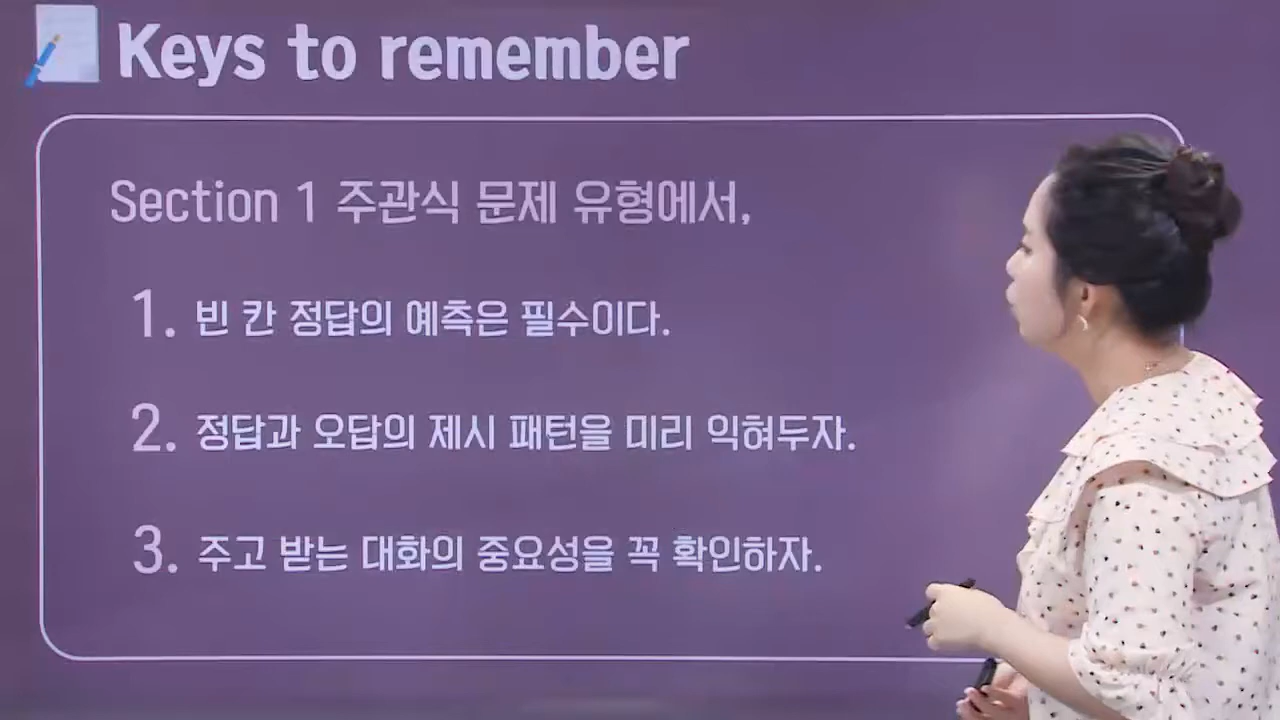 Keys to remember
Section 1 주관식 문제 유형에서,
1. 빈 칸 정답의 예측은 필수이다.
2. 정답과 오답의 제시 패턴을 미리 익혀두자.
3. 주고 받는 대화의 중요성을 꼭 확인하자.